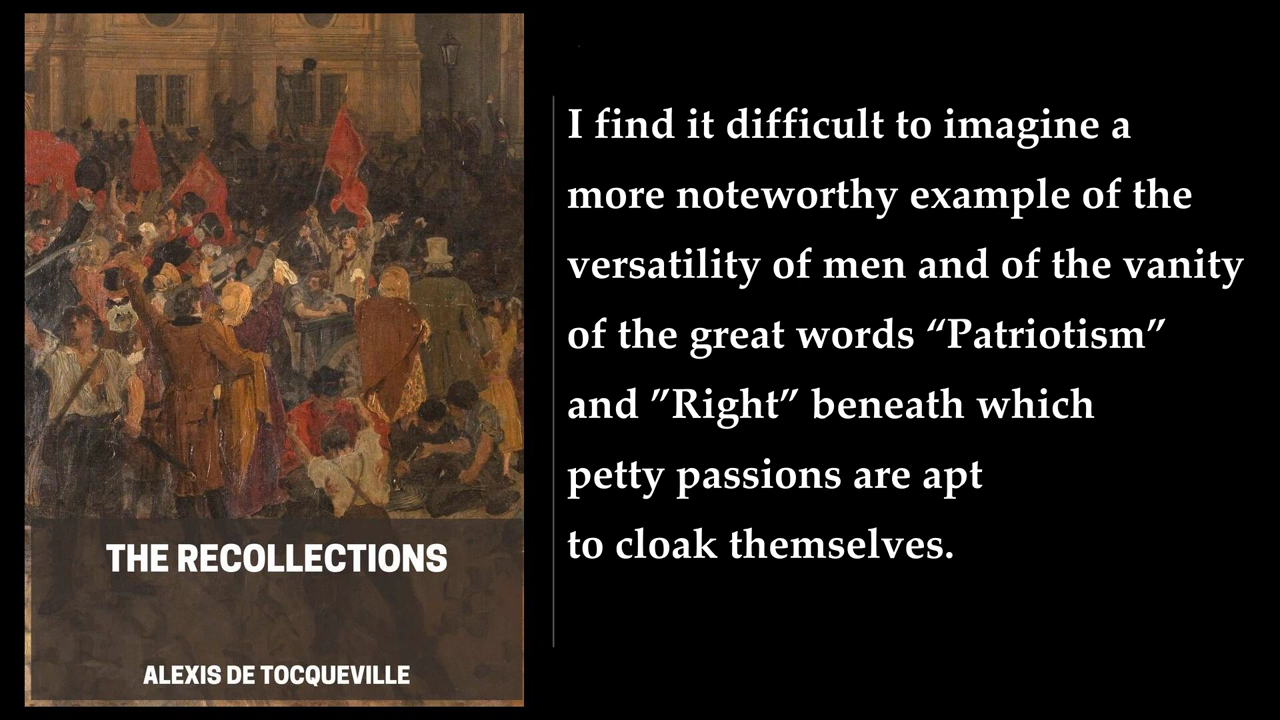 THE RECOLLECTIONS
ALEXIS DE TOCQUEVILLE
I find it difficult to imagine a
more noteworthy example of the
versatility of men and of the vanity
of the great words “Patriotism”
and ”Right” beneath which
petty passions are apt
to cloak themselves.